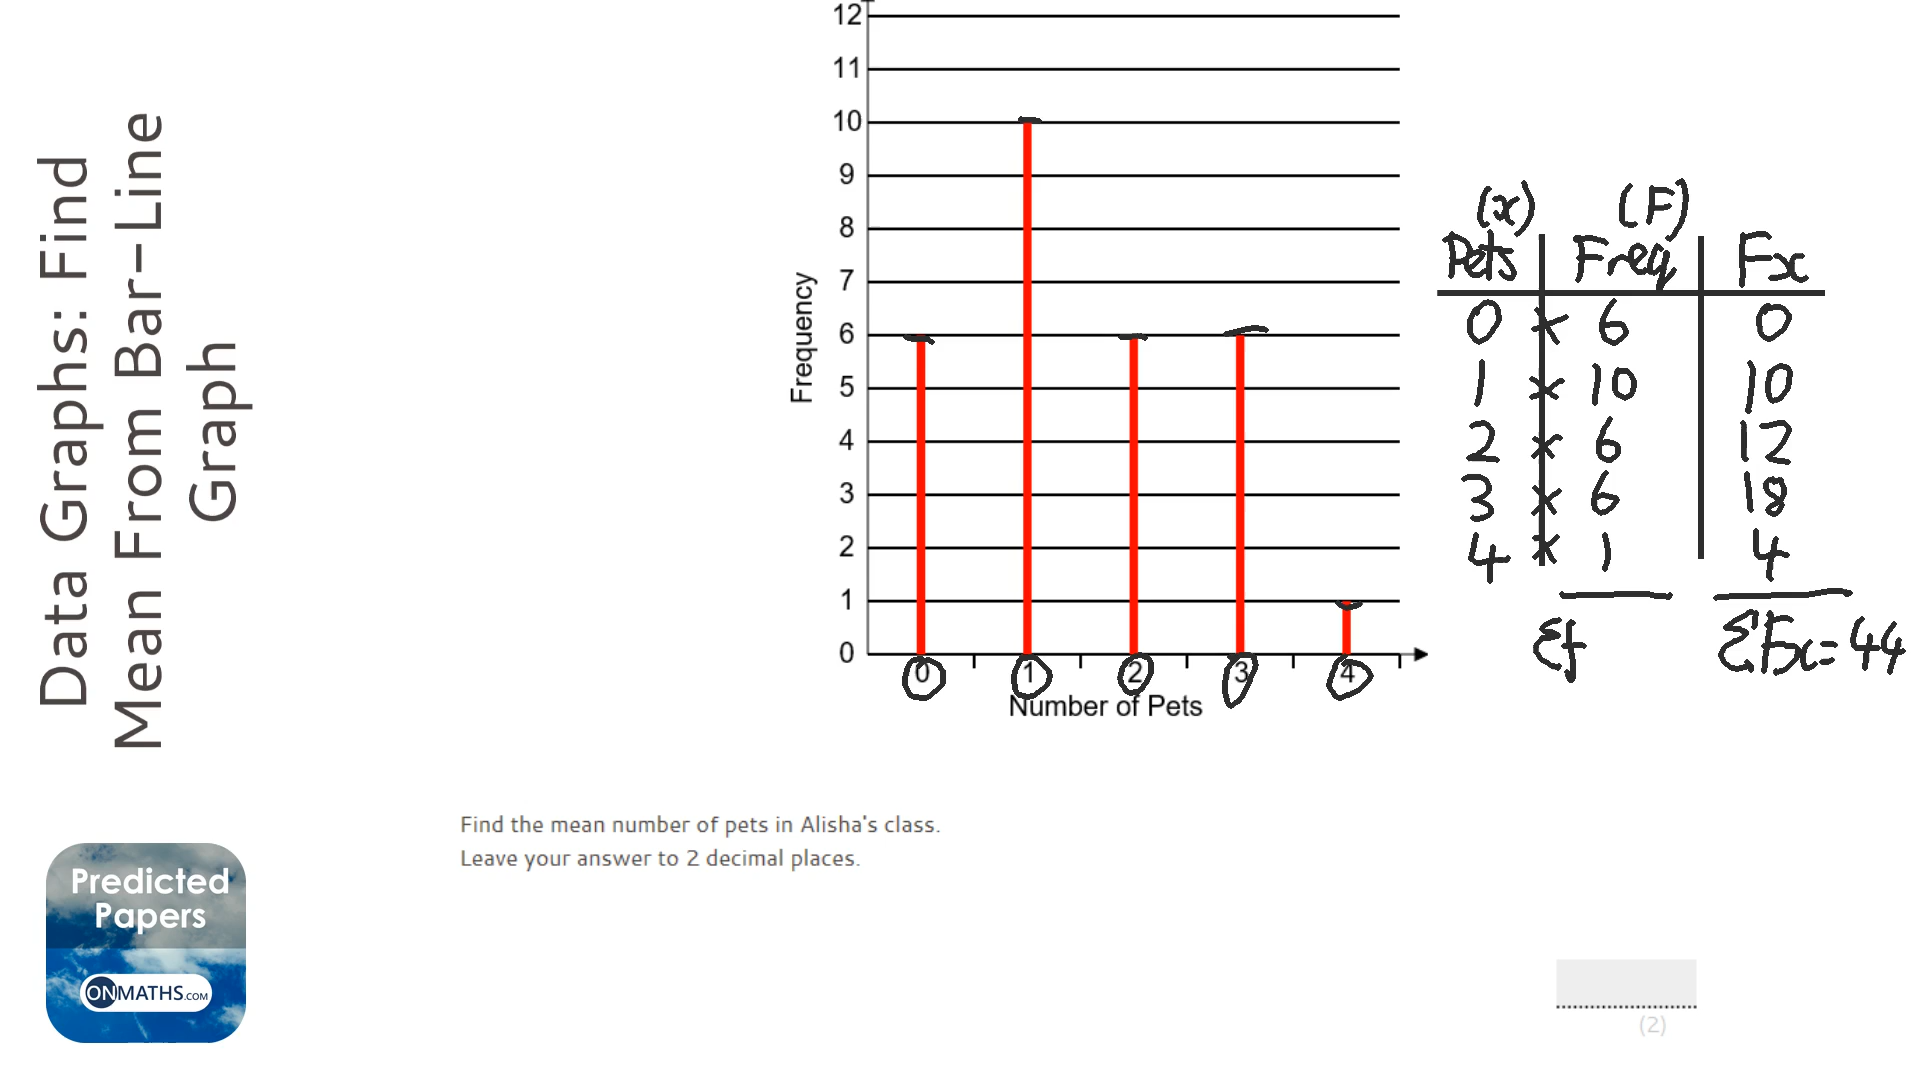 Data Graphs: Find
Mean From Bar-Line
Graph
12
11
10
9
8
7
6
5
4
3
2
1
0
Frequency
0 1 2 3 4
Number of Pets
(x) (F)
Pets Freq Fx
0 × 6 0
1 × 10 10
2 × 6 12
3 × 6 18
4 × 1 4
Σf ΣFx=44
Find the mean number of pets in Alisha's class.
Leave your answer to 2 decimal places.
Predicted
Papers
ONMATHS.COM
(2)